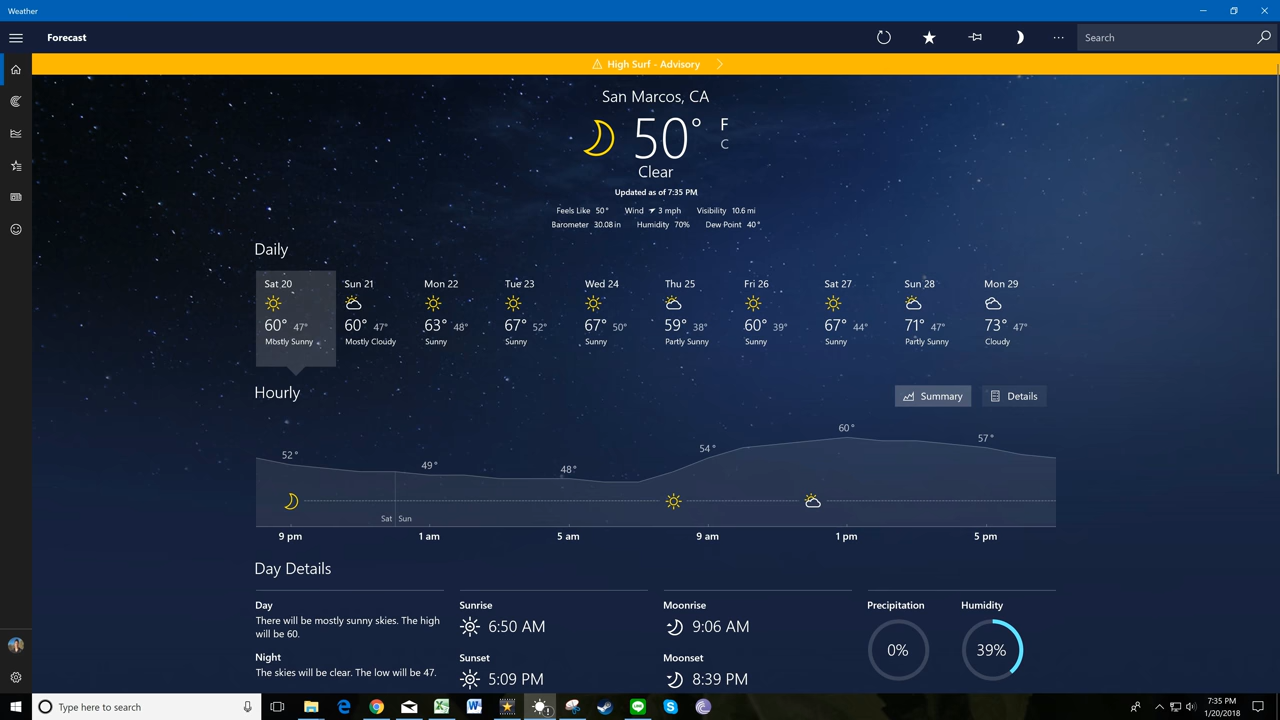 Weather
Forecast
Search
High Surf - Advisory
San Marcos, CA
50° F
C
Clear
Updated as of 7:35 PM
Feels Like 50° Wind 3 mph Visibility 10.6 mi
Barometer 30.08 in Humidity 70% Dew Point 40°
Daily
Sat 20 Sun 21 Mon 22 Tue 23 Wed 24 Thu 25 Fri 26 Sat 27 Sun 28 Mon 29
60° 47° 60° 47° 63° 48° 67° 52° 67° 50° 59° 38° 60° 39° 67° 44° 71° 47° 73° 47°
Mostly Sunny Mostly Cloudy Sunny Sunny Sunny Partly Sunny Sunny Sunny Partly Sunny Cloudy
Hourly
Summary Details
52° 49° 48° 54° 60° 57°
Sat Sun
9 pm 1 am 5 am 9 am 1 pm 5 pm
Day Details
Day
There will be mostly sunny skies. The high
will be 60.
Night
The skies will be clear. The low will be 47.
Sunrise
6:50 AM
Sunset
5:09 PM
Moonrise
9:06 AM
Moonset
8:39 PM
Precipitation
0%
Humidity
39%
Type here to search
7:35 PM
1/20/2018